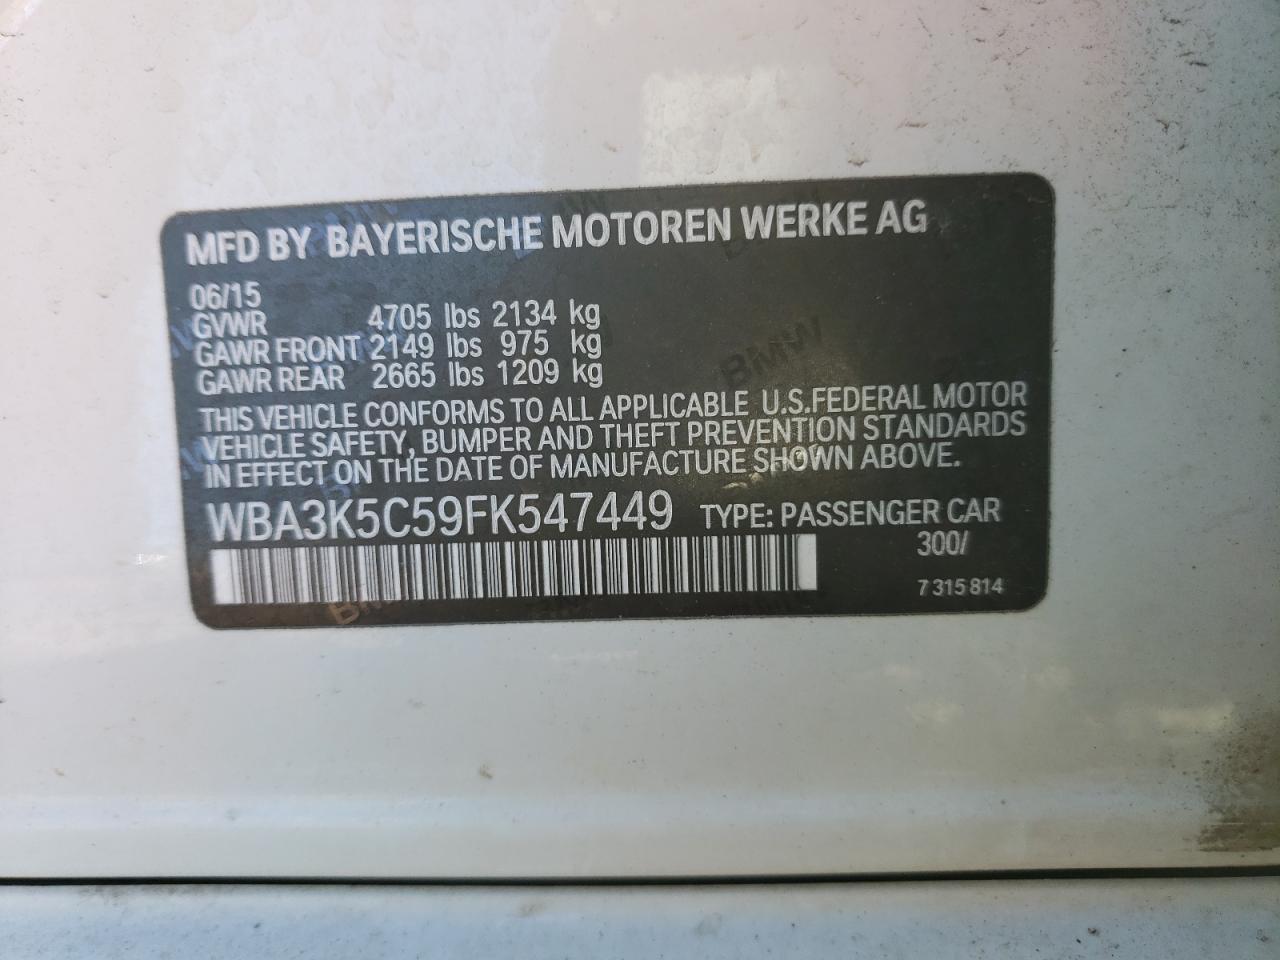 MFD BY BAYERISCHE MOTOREN WERKE AG
06/15
GVWR 4705 lbs 2134 kg
GAWR FRONT 2149 lbs 975 kg
GAWR REAR 2665 lbs 1209 kg
THIS VEHICLE CONFORMS TO ALL APPLICABLE U.S.FEDERAL MOTOR
VEHICLE SAFETY, BUMPER AND THEFT PREVENTION STANDARDS
IN EFFECT ON THE DATE OF MANUFACTURE SHOWN ABOVE.
WBA3K5C59FK547449 TYPE: PASSENGER CAR
300/
7 315 814